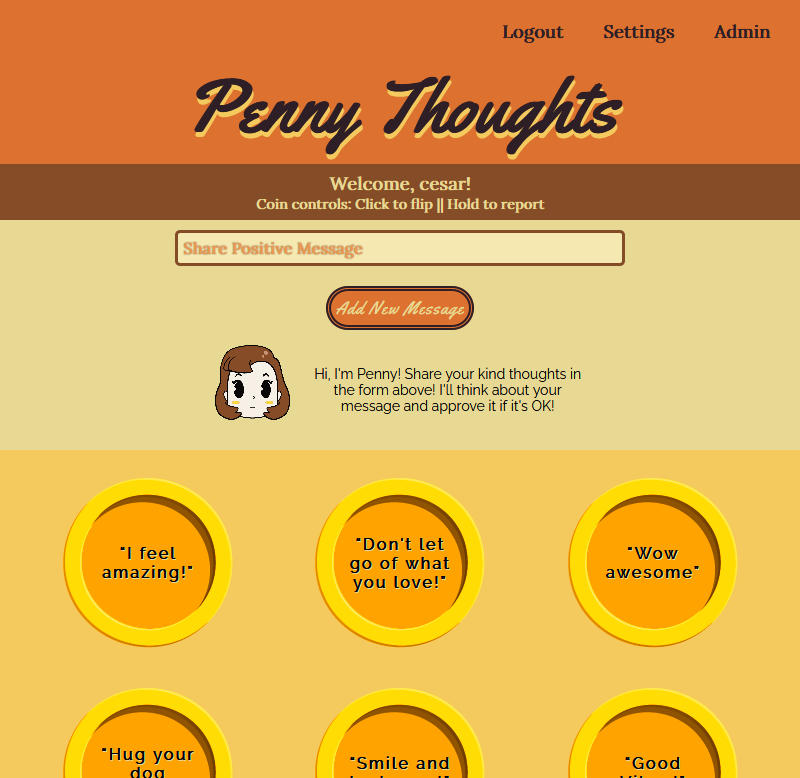 Logout Settings Admin
Penny Thoughts
Welcome, cesar!
Coin controls: Click to flip || Hold to report
Share Positive Message
Add New Message
Hi, I'm Penny! Share your kind thoughts in
the form above! I'll think about your
message and approve it if it's OK!
"I feel
amazing!"
"Don't let
go of what
you love!"
"Wow
awesome"
"Hug your
dog
"Smile and
"Good